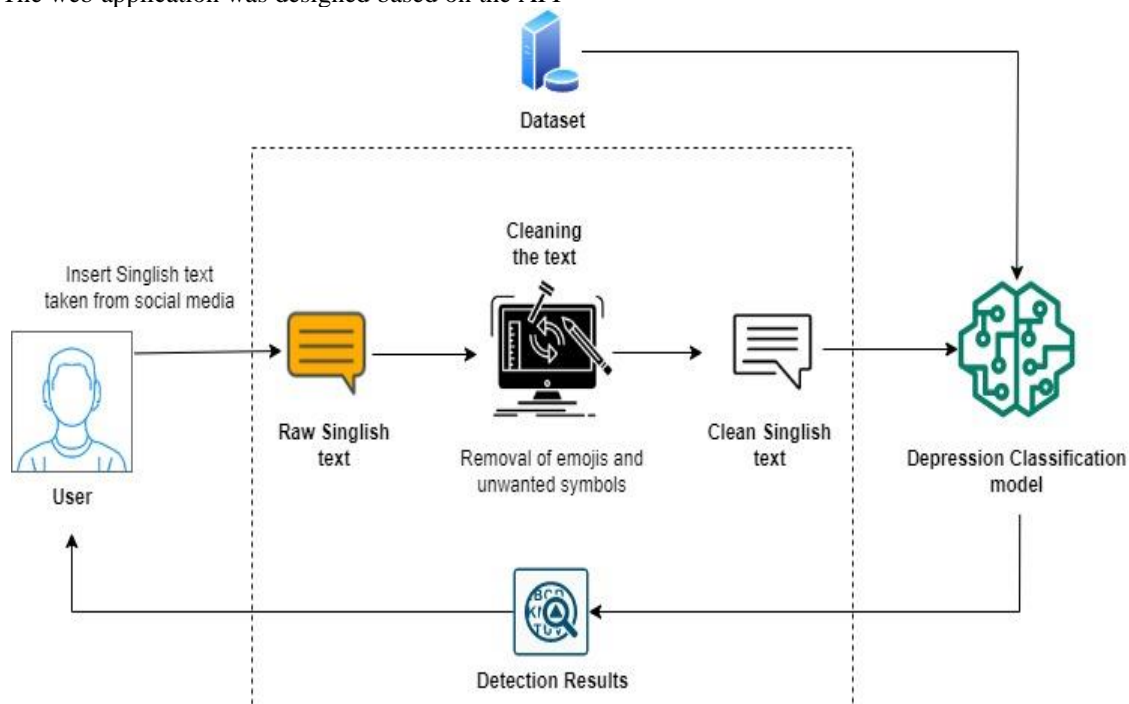 The web application was designed based on the API
Dataset
Cleaning
the text
Insert Singlish text
taken from social media
Raw Singlish
text
Removal of emojis and
unwanted symbols
Clean Singlish
text
Depression Classification
model
User
Detection Results